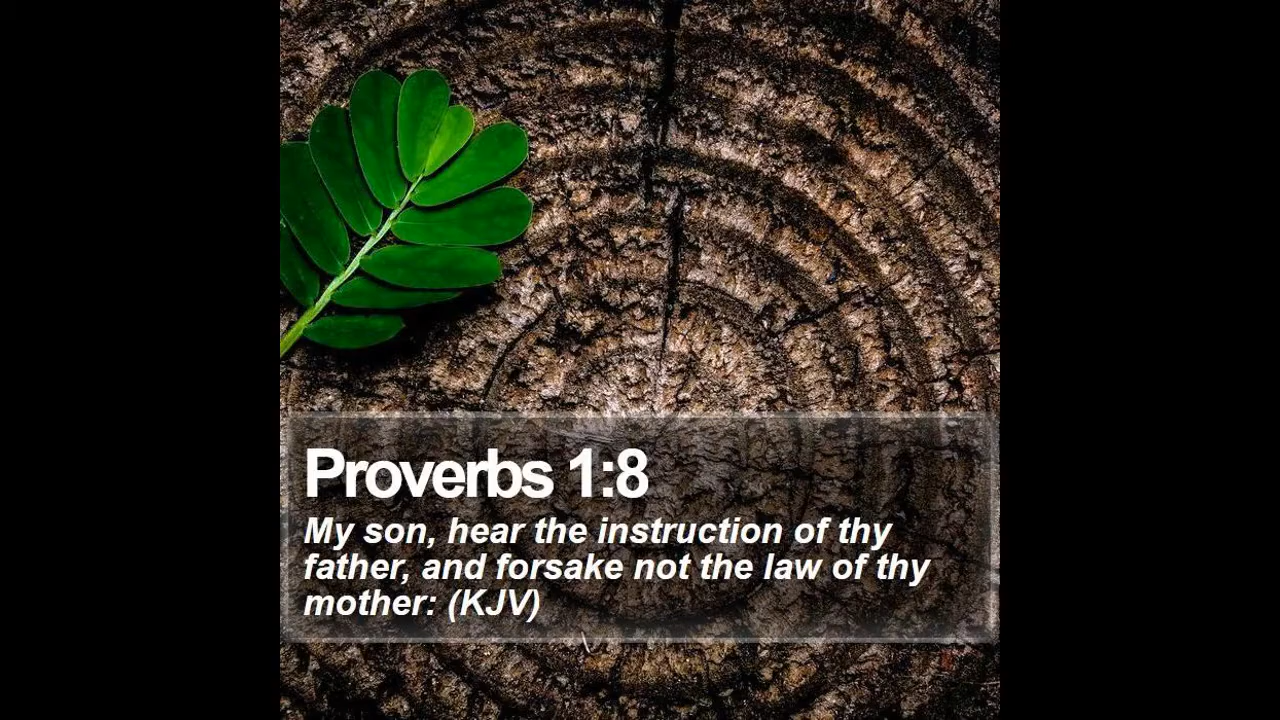 Proverbs 1:8
My son, hear the instruction of thy
father, and forsake not the law of thy
mother: (KJV)